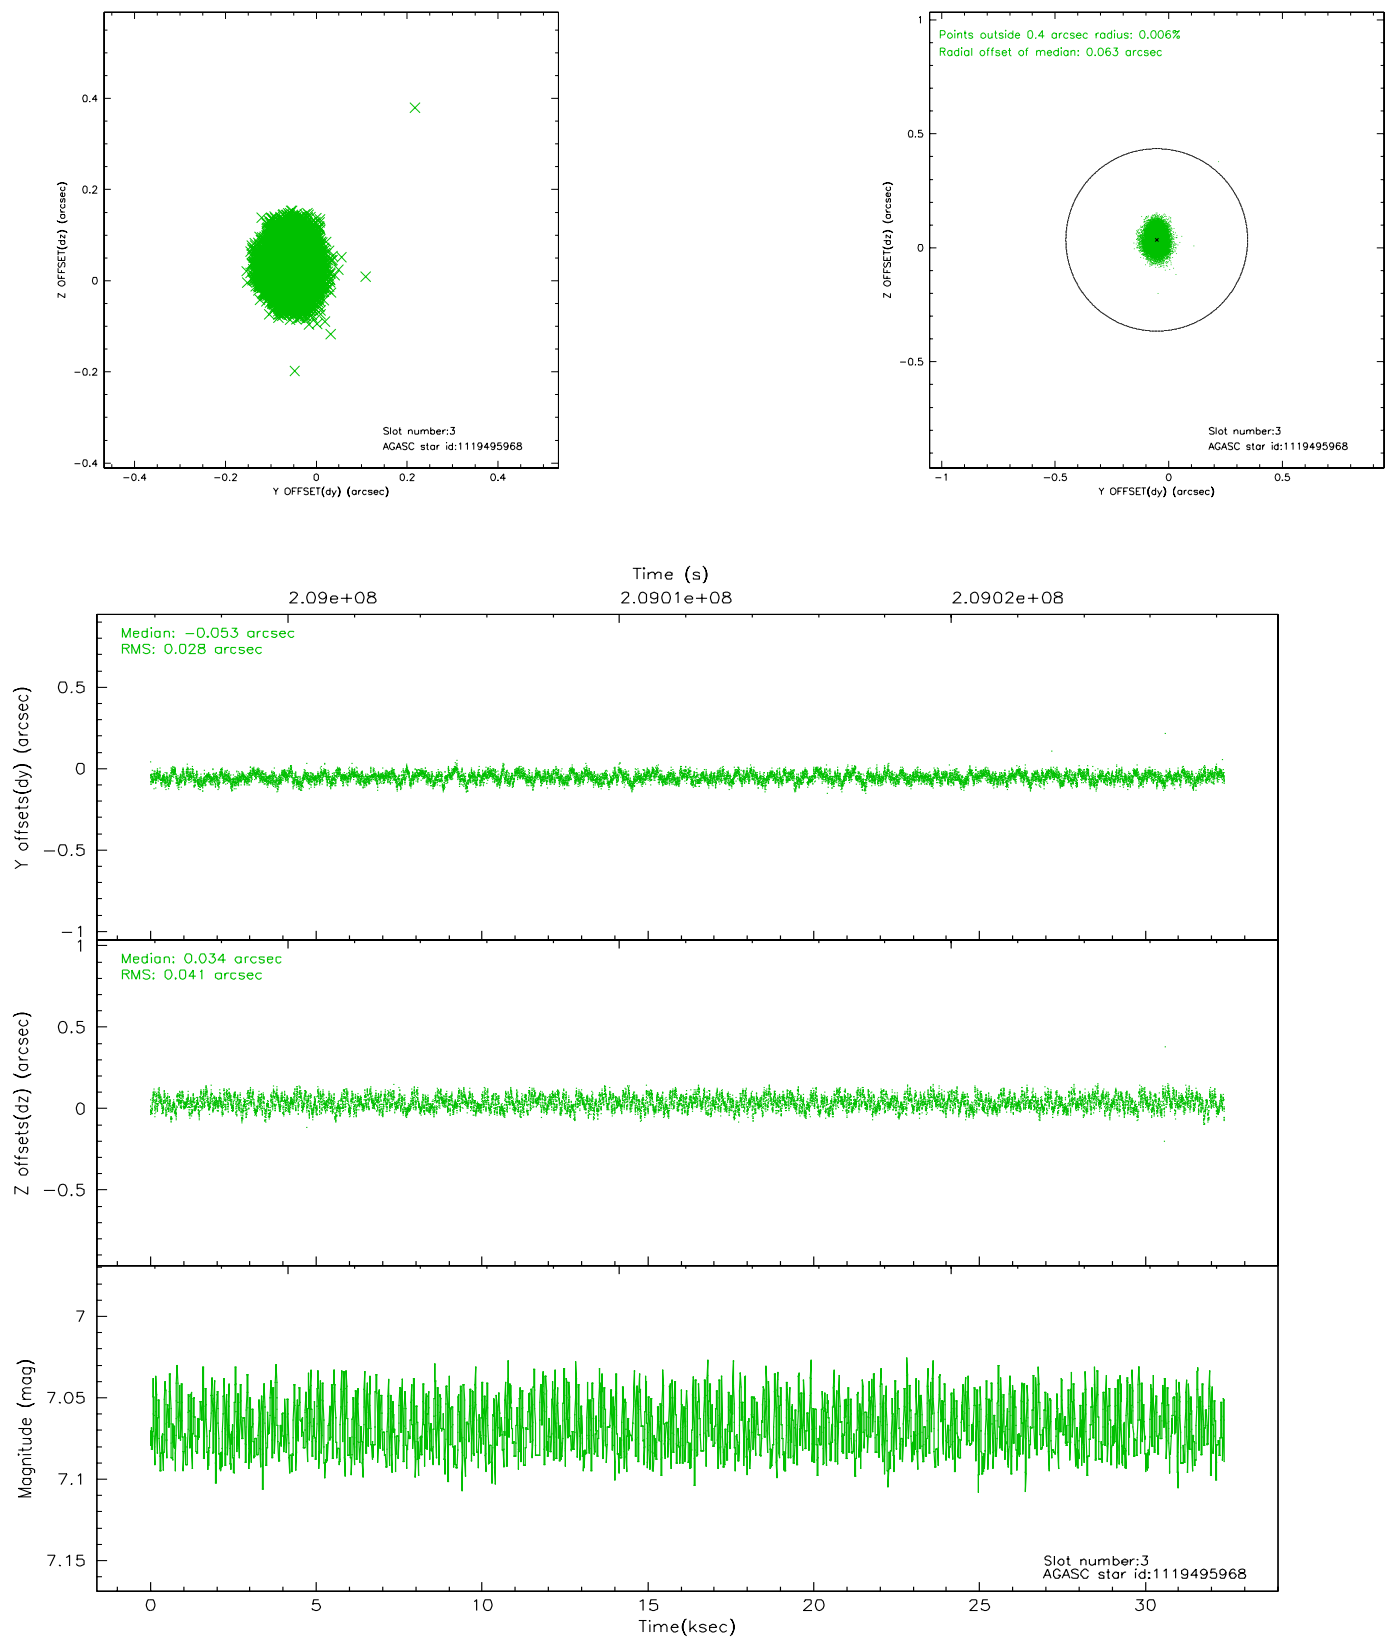 0.4
0.2
0
−0.2
−0.4
Z OFFSET(dz) (arcsec)
Slot number:3
AGASC star id:1119495968
−0.4
−0.2
0
0.2
0.4
Y OFFSET(dy) (arcsec)
1
0.5
0
−0.5
Z OFFSET(dz) (arcsec)
Points outside 0.4 arcsec radius: 0.006%
Radial offset of median: 0.063 arcsec
Slot number:3
AGASC star id:1119495968
−1
−0.5
0
0.5
Y OFFSET(dy) (arcsec)
Time (s)
2.09e+08
2.0901e+08
2.0902e+08
Median: −0.053 arcsec
RMS: 0.028 arcsec
0.5
0
−0.5
−1
Y offsets(dy) (arcsec)
Median: 0.034 arcsec
RMS: 0.041 arcsec
1
0.5
0
−0.5
Z offsets(dz) (arcsec)
7
7.05
7.1
7.15
Magnitude (mag)
Slot number:3
AGASC star id:1119495968
0
5
10
15
20
25
30
Time(ksec)